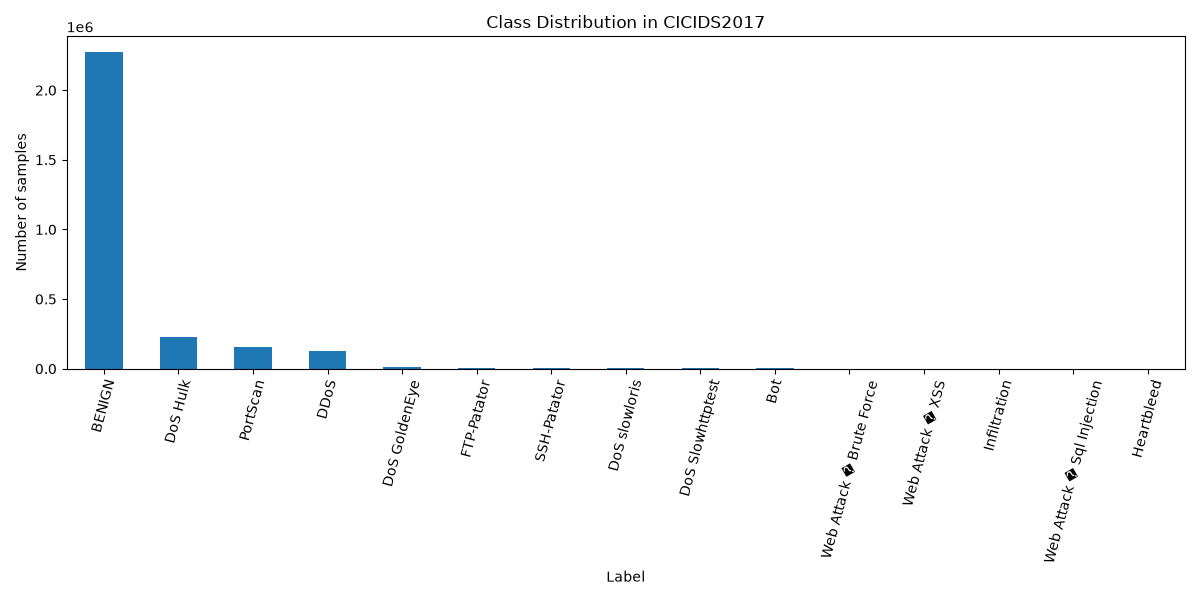 Class Distribution in CICIDS2017
1e6
2.0
1.5
1.0
0.5
0.0
Number of samples
BENIGN
DoS Hulk
PortScan
DDoS
DoS GoldenEye
FTP-Patator
SSH-Patator
DoS slowloris
DoS Slowhttptest
Bot
Web Attack � Brute Force
Web Attack � XSS
Infiltration
Web Attack � Sql Injection
Heartbleed
Label